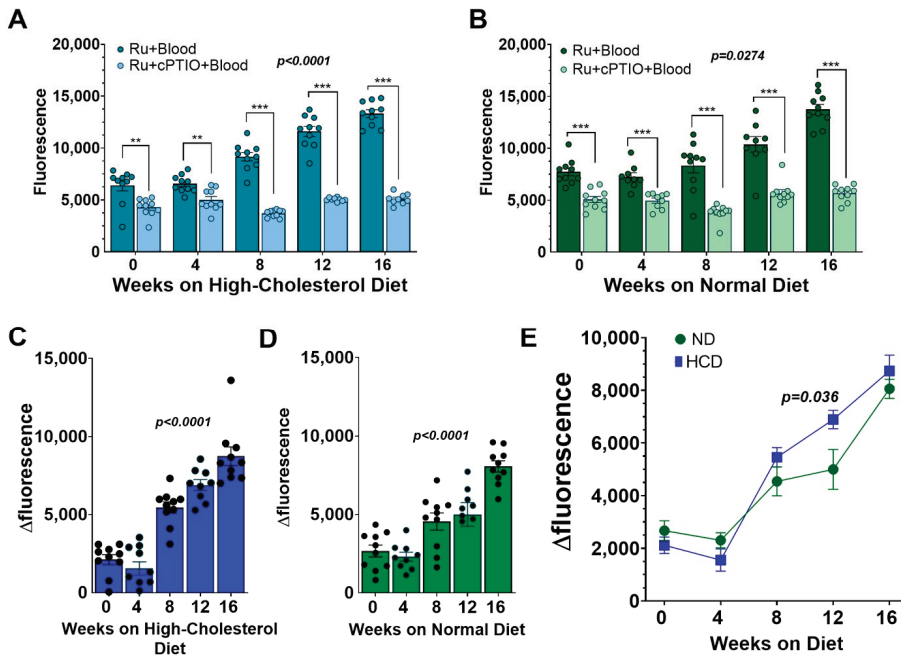 A
Ru+Blood
Ru+cPTIO+Blood
p<0.0001
Fluorescence
20,000
15,000
10,000
5,000
0
** ** *** *** ***
0 4 8 12 16
Weeks on High-Cholesterol Diet
B
Ru+Blood
Ru+cPTIO+Blood
p=0.0274
Fluorescence
20,000
15,000
10,000
5,000
0
*** *** *** *** ***
0 4 8 12 16
Weeks on Normal Diet
C
15,000
10,000
5,000
0
Δfluorescence
p<0.0001
0 4 8 12 16
Weeks on High-Cholesterol
Diet
D
15,000
10,000
5,000
0
Δfluorescence
p<0.0001
0 4 8 12 16
Weeks on Normal Diet
E
ND
HCD
p=0.036
10,000
8,000
6,000
4,000
2,000
0
Δfluorescence
0 4 8 12 16
Weeks on Diet